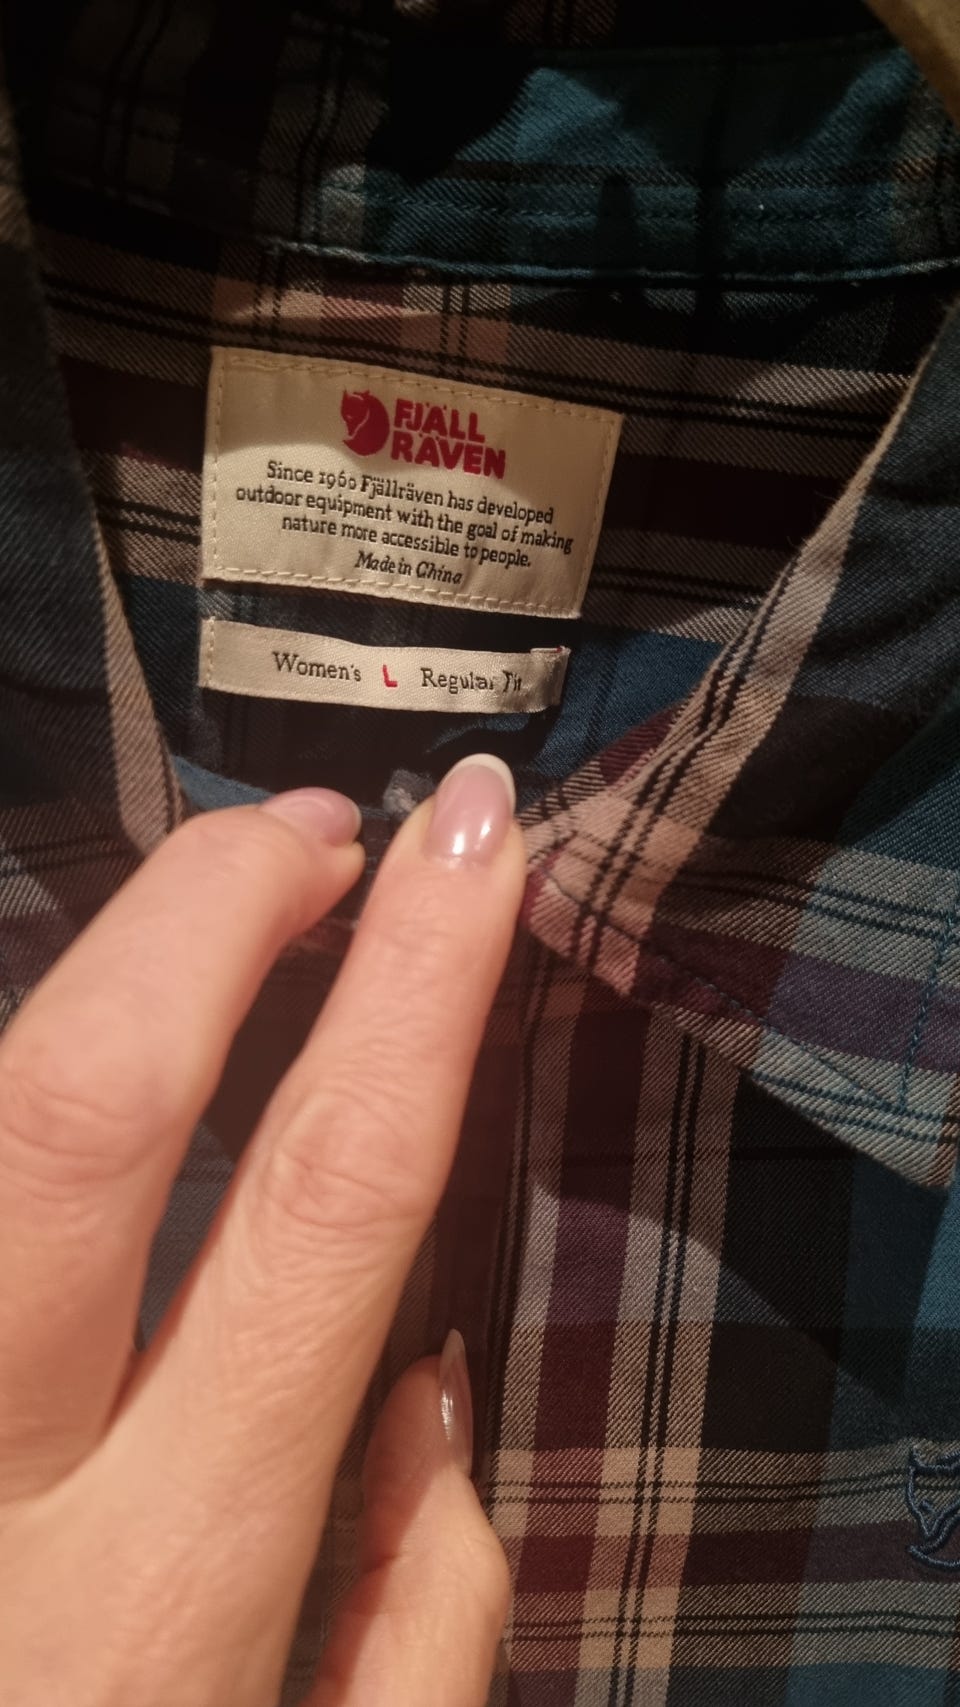 FJÄLL
RÄVEN
Since 1960 Fjällräven has developed
outdoor equipment with the goal of making
nature more accessible to people.
Made in China
Women's L Regular Fit